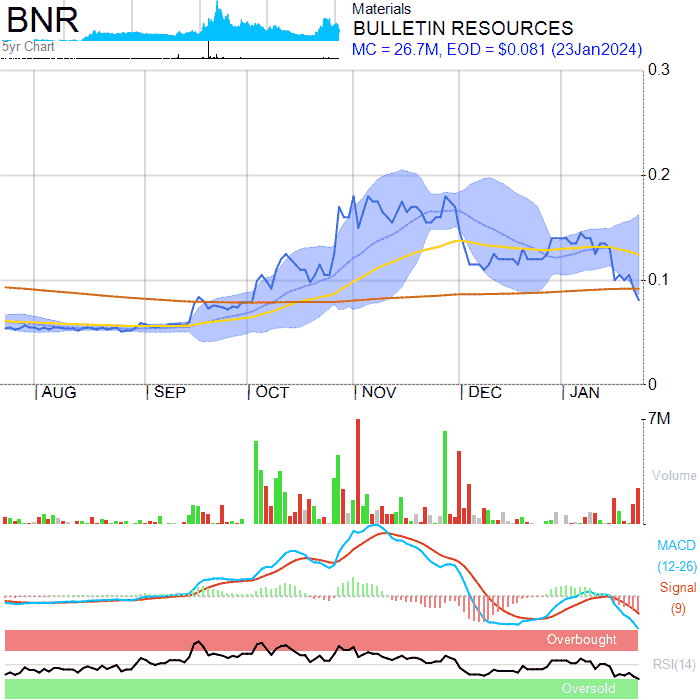 BNR
5yr Chart
Materials
BULLETIN RESOURCES
MC = 26.7M, EOD = $0.081 (23Jan2024)
0.3
0.2
0.1
0
AUG SEP OCT NOV DEC JAN
7M
Volume
MACD
(12-26)
Signal
(9)
Overbought
RSI(14)
Oversold